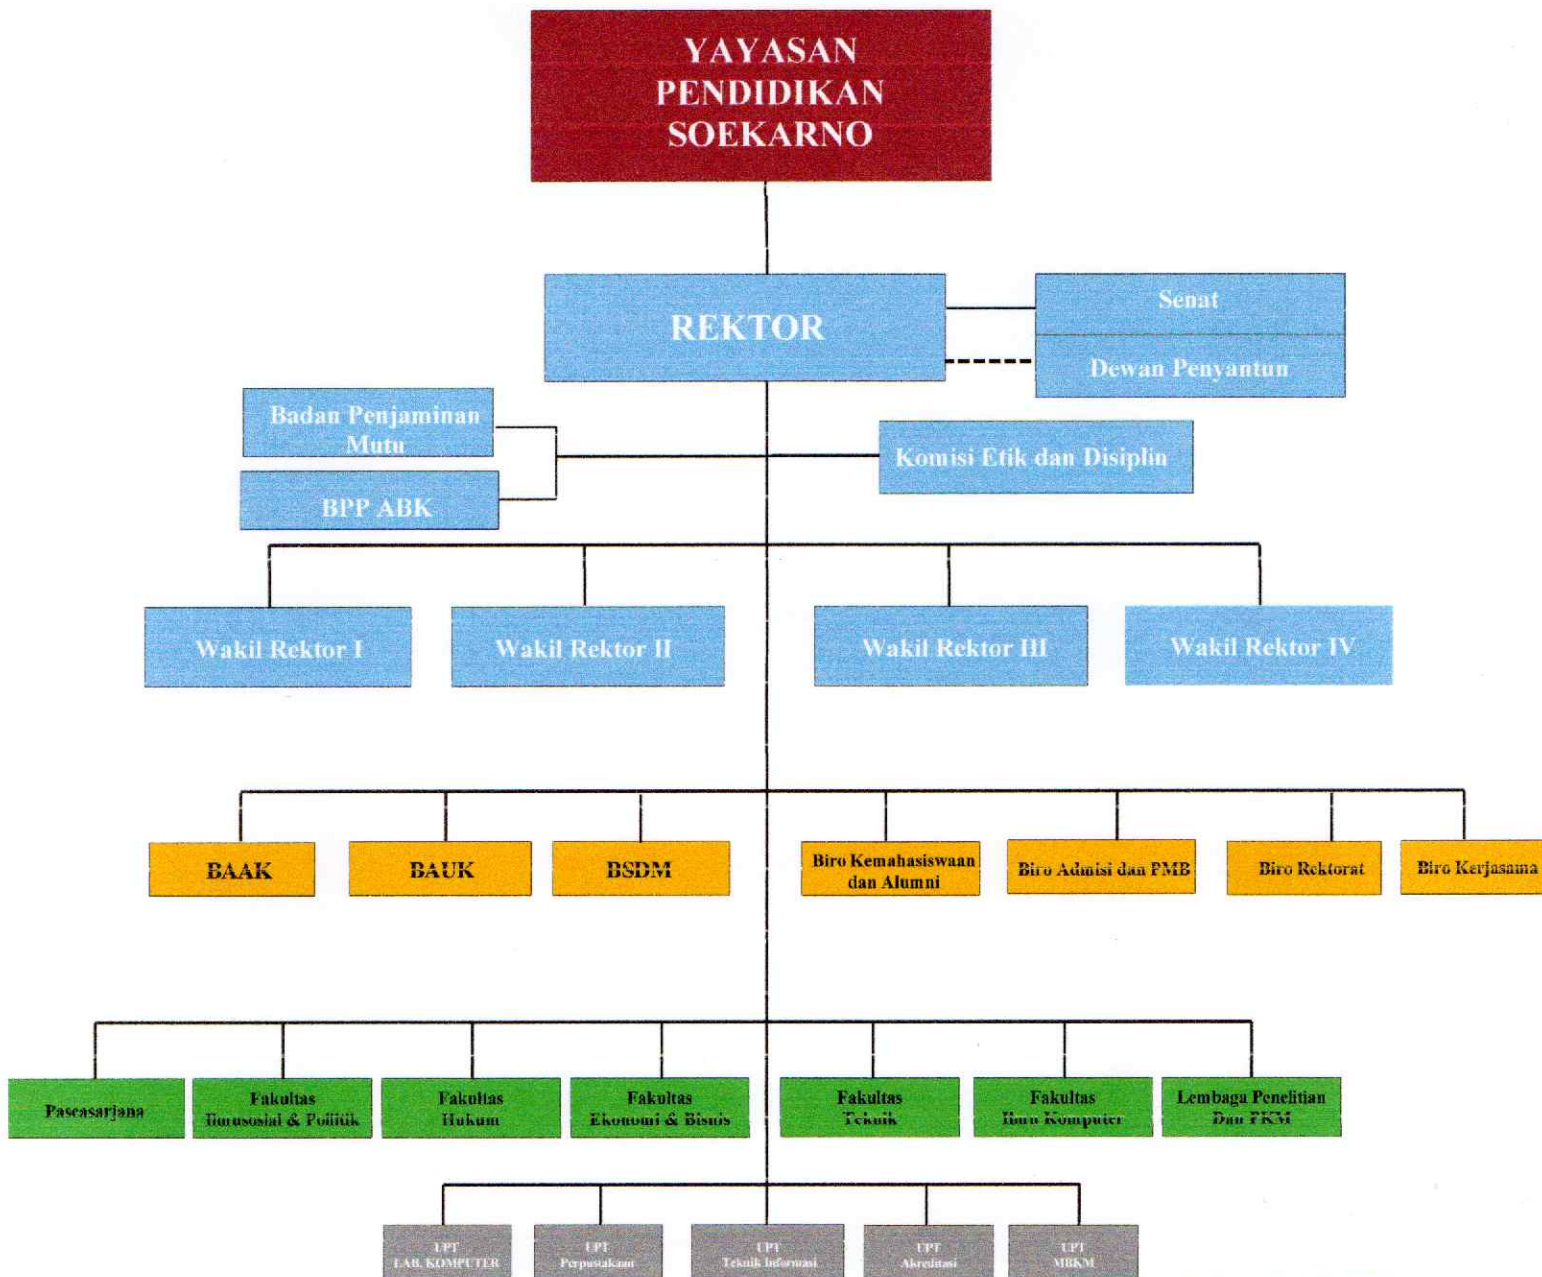 YAYASAN
PENDIDIKAN
SOEKARNO
REKTOR
Senat
Dewan Penyantun
Badan Penjaminan
Mutu
BPP ABK
Komisi Etik dan Disiplin
Wakil Rektor I
Wakil Rektor II
Wakil Rektor III
Wakil Rektor IV
BAAK
BAUK
BSDM
Biro Kemahasiswaan
dan Alumni
Biro Admisi dan PMB
Biro Rektorat
Biro Kerjasama
Pascasarjana
Fakultas
& Politik
Fakultas
Hukum
Fakultas
Ekonomi & Bisnis
Fakultas
Teknik
Fakultas
Ilmu Komputer
Lembaga Penelitian
Dan PKM
UPT
LAB. KOMPUTER
UPT
Perpustakaan
UPT
Teknik Informasi
UPT
Akreditasi
UPT
MBKM